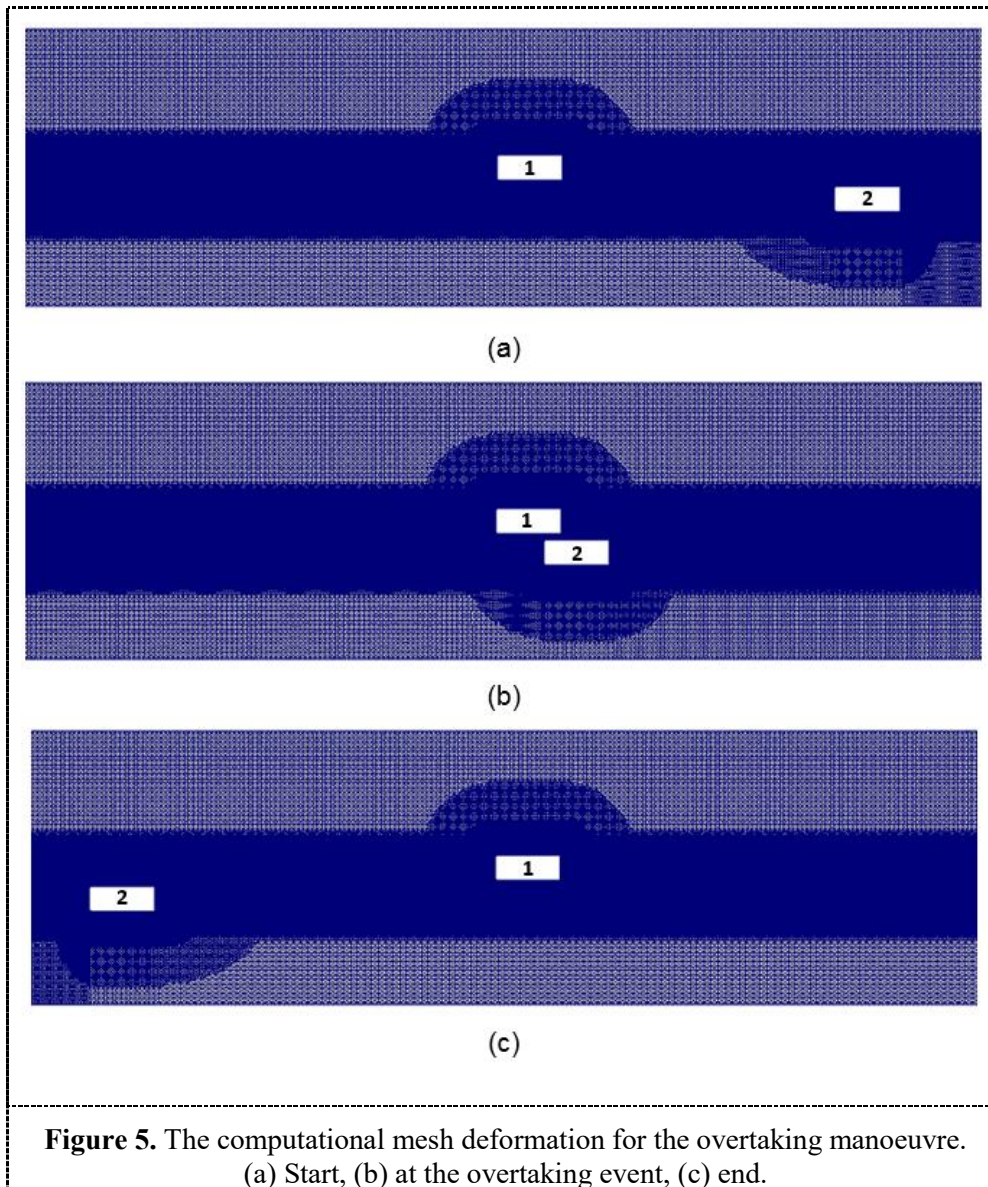 1
2
(a)
1
2
(b)
1
2
(c)
Figure 5. The computational mesh deformation for the overtaking manoeuvre.
(a) Start, (b) at the overtaking event, (c) end.